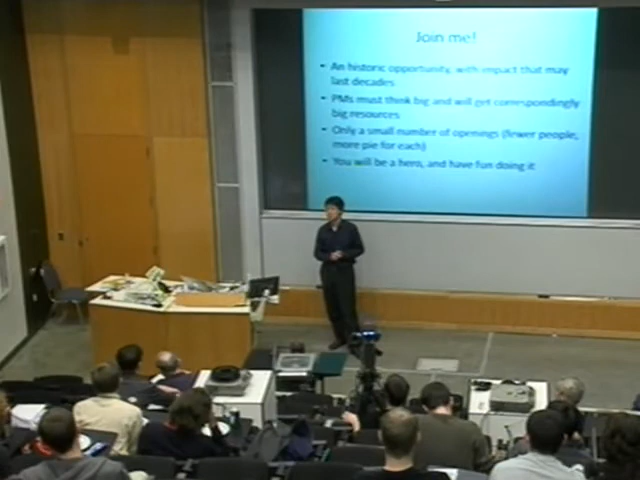 Join me!
• An historic opportunity, with impact that may
last decades
• PMs must think big and will get correspondingly
big resources
• Only a small number of openings (fewer people,
more pie for each)
• You will be a hero, and have fun doing it